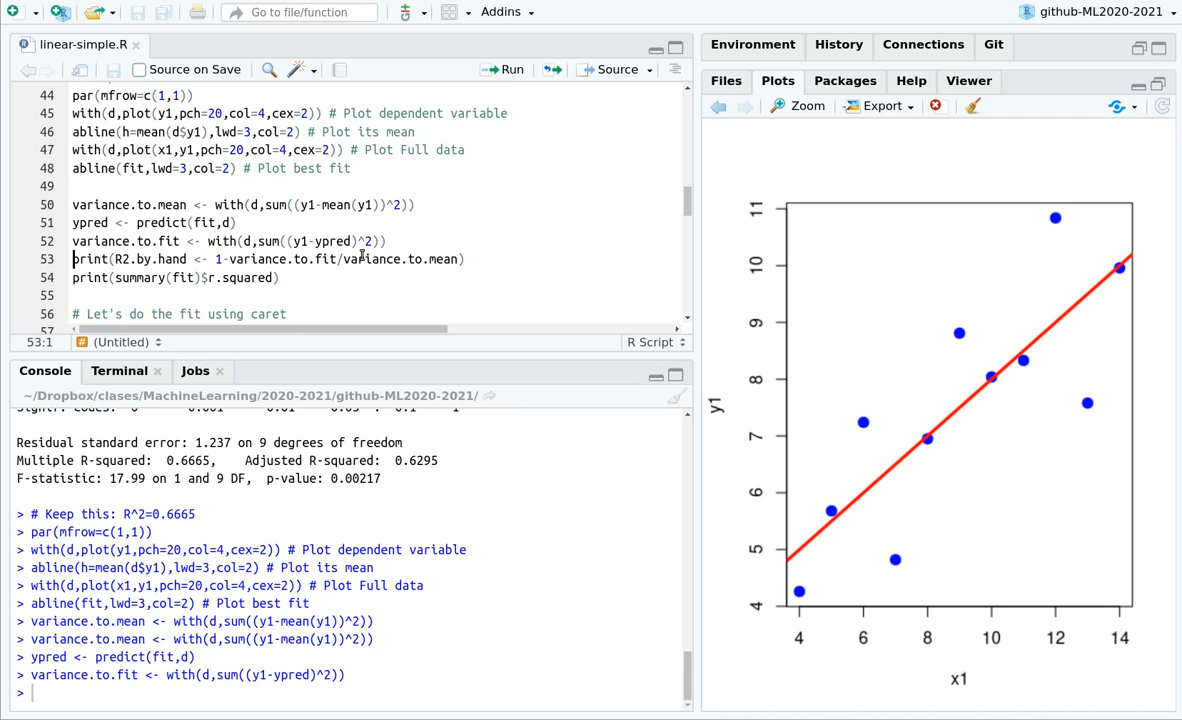 Go to file/function
Addins
github-ML2020-2021
linear-simple.R
Source on Save
Run
Source
44 par(mfrow=c(1,1))
45 with(d,plot(y1,pch=20,col=4,cex=2)) # Plot dependent variable
46 abline(h=mean(d$y1),lwd=3,col=2) # Plot its mean
47 with(d,plot(x1,y1,pch=20,col=4,cex=2)) # Plot Full data
48 abline(fit,lwd=3,col=2) # Plot best fit
49
50 variance.to.mean <- with(d,sum((y1-mean(y1))^2))
51 ypred <- predict(fit,d)
52 variance.to.fit <- with(d,sum((y1-ypred)^2))
53 print(R2.by.hand <- 1-variance.to.fit/variance.to.mean)
54 print(summary(fit)$r.squared)
55
56 # Let's do the fit using caret
57
53:1 # (Untitled) R Script
Console Terminal Jobs
~/Dropbox/clases/MachineLearning/2020-2021/github-ML2020-2021/
Residual standard error: 1.237 on 9 degrees of freedom
Multiple R-squared:  0.6665,    Adjusted R-squared:  0.6295
F-statistic: 17.99 on 1 and 9 DF,  p-value: 0.00217
> # Keep this: R^2=0.6665
> par(mfrow=c(1,1))
> with(d,plot(y1,pch=20,col=4,cex=2)) # Plot dependent variable
> abline(h=mean(d$y1),lwd=3,col=2) # Plot its mean
> with(d,plot(x1,y1,pch=20,col=4,cex=2)) # Plot Full data
> abline(fit,lwd=3,col=2) # Plot best fit
> variance.to.mean <- with(d,sum((y1-mean(y1))^2))
> variance.to.mean <- with(d,sum((y1-mean(y1))^2))
> ypred <- predict(fit,d)
> variance.to.fit <- with(d,sum((y1-ypred)^2))
>
Environment History Connections Git
Files Plots Packages Help Viewer
Zoom Export
11
10
9
8
7
6
5
4
y1
4 6 8 10 12 14
x1